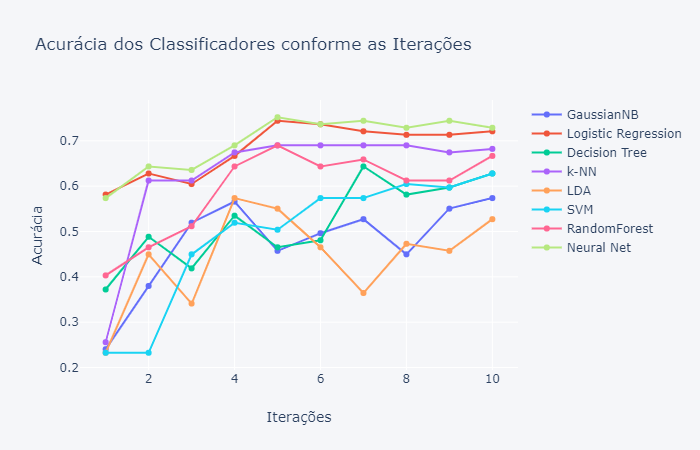 Acurácia dos Classificadores conforme as Iterações
GaussianNB
Logistic Regression
Decision Tree
k-NN
LDA
SVM
RandomForest
Neural Net
Acurácia
0.7
0.6
0.5
0.4
0.3
0.2
2 4 6 8 10
Iterações